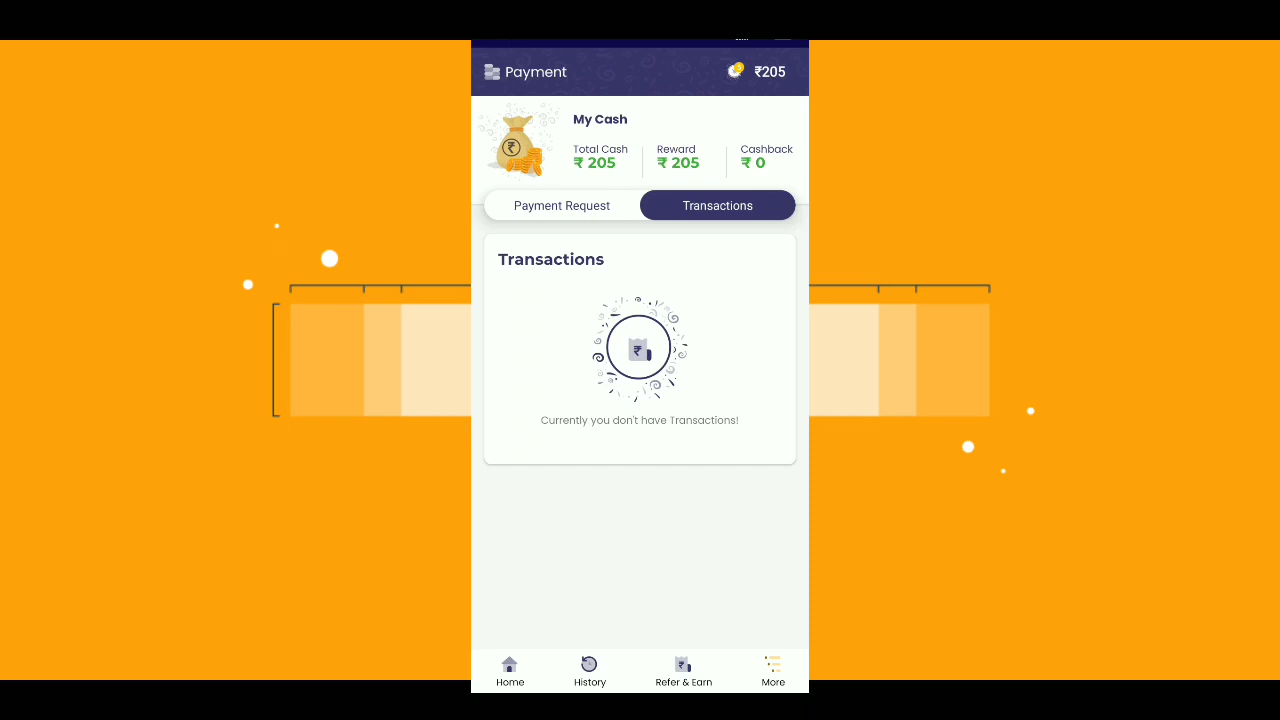 Payment
₹205
My Cash
Total Cash
Reward
Cashback
₹ 205
₹ 205
₹ 0
Payment Request
Transactions
Transactions
₹
Currently you don't have Transactions!
Home
History
Refer & Earn
More